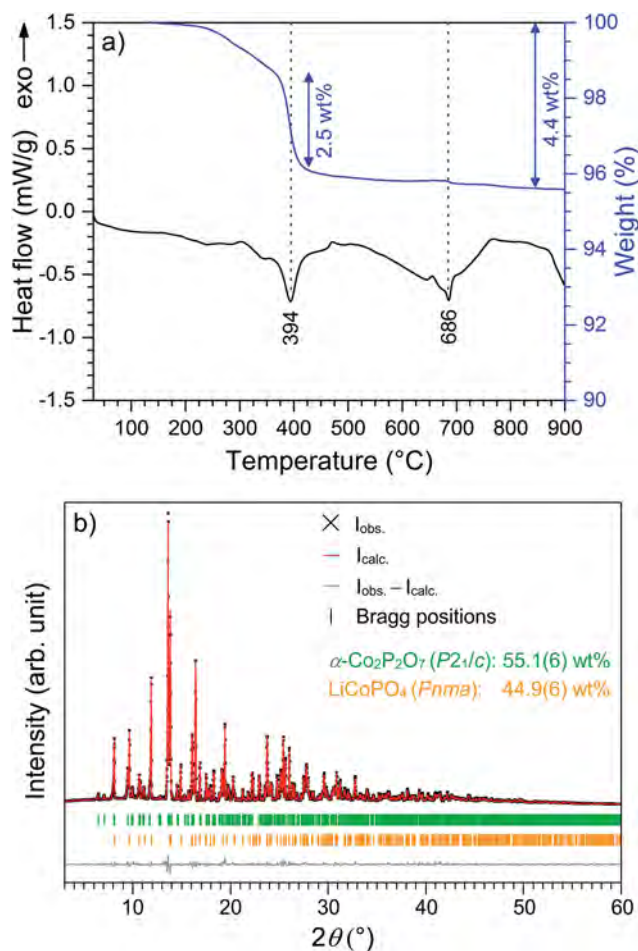 a)
exo
Heat flow (mW/g)
1.5
1.0
0.5
0.0
-0.5
-1.0
-1.5
100
98
96
94
92
90
Weight (%)
2.5 wt%
4.4 wt%
394
686
100 200 300 400 500 600 700 800 900
Temperature (°C)
b)
Iobs.
Icalc.
Iobs. – Icalc.
Bragg positions
α-Co2P2O7 (P21/c): 55.1(6) wt%
LiCoPO4 (Pnma): 44.9(6) wt%
Intensity (arb. unit)
10 20 30 40 50 60
2θ (°)